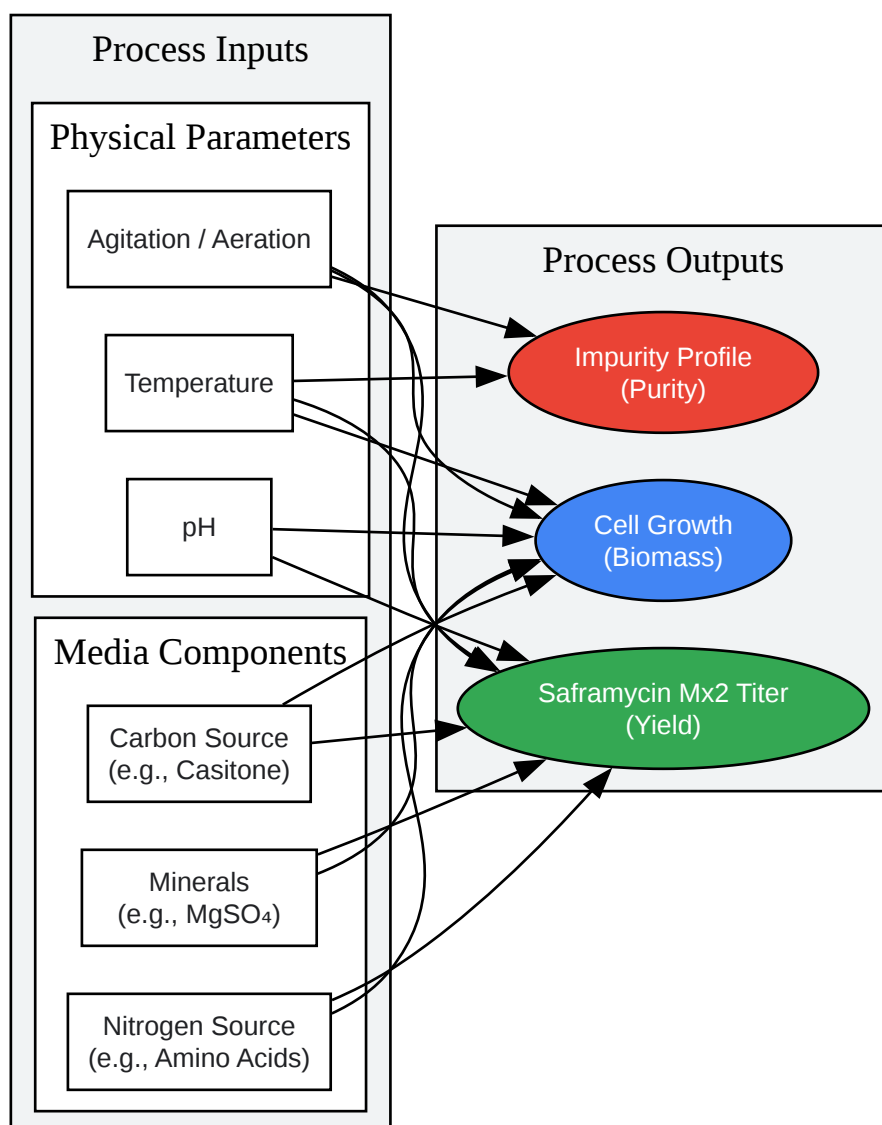 Process Inputs
Physical Parameters
Agitation / Aeration
Temperature
pH
Media Components
Carbon Source
(e.g., Casitone)
Minerals
(e.g., MgSO₄)
Nitrogen Source
(e.g., Amino Acids)
Process Outputs
Impurity Profile
(Purity)
Cell Growth
(Biomass)
Saframycin Mx2 Titer
(Yield)